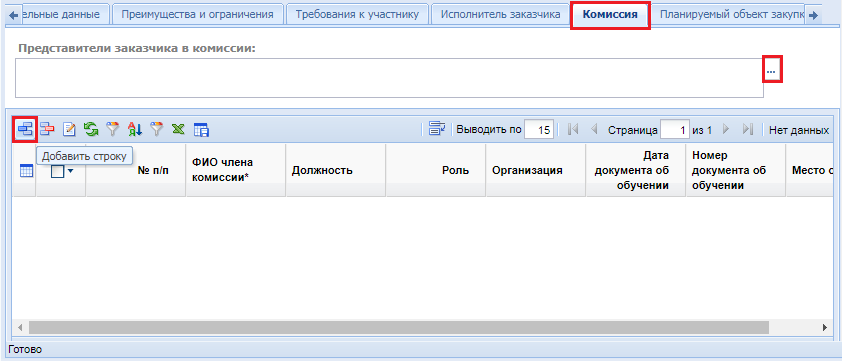 ельные данные Преимущества и ограничения Требования к участнику Исполнитель заказчика Комиссия Планируемый объект закупк
Представители заказчика в комиссии:
...
Выводить по 15 Страница 1 из 1 Нет данных
Добавить строку
№ п/п
ФИО члена
комиссии*
Должность
Роль
Организация
Дата
документа об
обучении
Номер
документа об
обучении
Место о
Готово